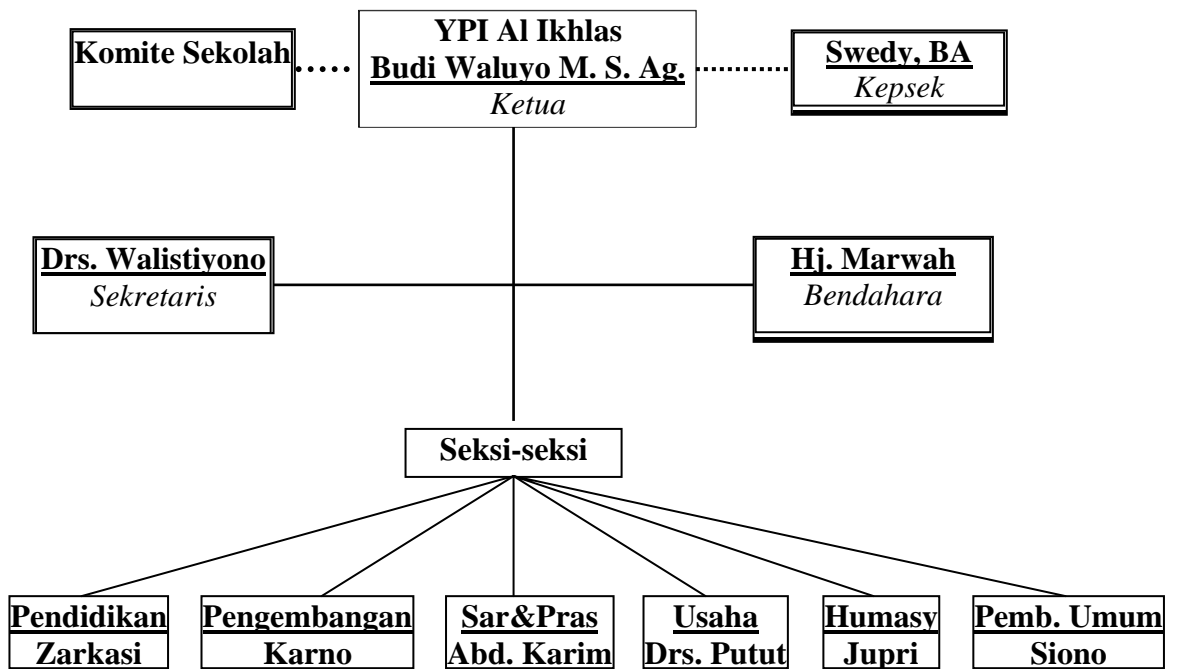 Komite Sekolah
YPI Al Ikhlas
Budi Waluyo M. S. Ag.
Ketua
Swedy, BA
Kepsek
Drs. Walistiyono
Sekretaris
Hj. Marwah
Bendahara
Seksi-seksi
Pendidikan
Zarkasi
Pengembangan
Karno
Sar&Pras
Abd. Karim
Usaha
Drs. Putut
Humasy
Jupri
Pemb. Umum
Siono